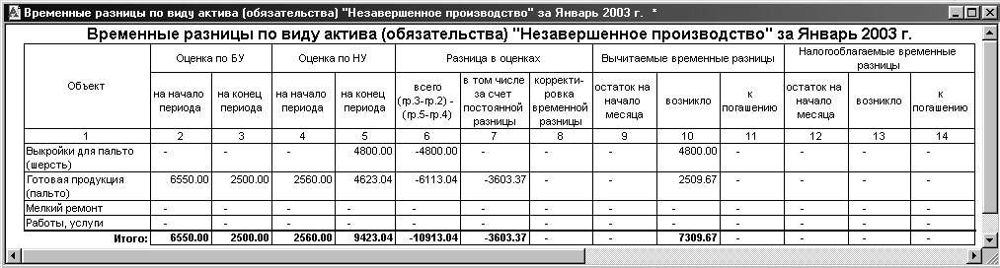 Временные разницы по виду актива (обязательства) "Незавершенное производство" за Январь 2003 г. *
Временные разницы по виду актива (обязательства) "Незавершенное производство" за Январь 2003 г.
Объект | Оценка по БУ | Оценка по НУ | Разница в оценках | Вычитаемые временные разницы | Налогооблагаемые временные разницы
на начало периода | на конец периода | на начало периода | на конец периода | всего (гр.3-гр.2) - (гр.5-гр.4) | в том числе за счет постоянной разницы | корректи-ровка временной разницы | остаток на начало месяца | возникло | к погашению | остаток на начало месяца | возникло | к погашению
1 | 2 | 3 | 4 | 5 | 6 | 7 | 8 | 9 | 10 | 11 | 12 | 13 | 14
Выкройки для пальто (шерсть) | - | - | - | 4800.00 | -4800.00 | - | - | - | 4800.00 | - | - | - | -
Готовая продукция (пальто) | 6550.00 | 2500.00 | 2560.00 | 4623.04 | -6113.04 | -3603.37 | - | - | 2509.67 | - | - | - | -
Мелкий ремонт | - | - | - | - | - | - | - | - | - | - | - | - | -
Работы, услуги | - | - | - | - | - | - | - | - | - | - | - | - | -
Итого: | 6550.00 | 2500.00 | 2560.00 | 9423.04 | -10913.04 | -3603.37 | - | - | 7309.67 | - | - | - | -